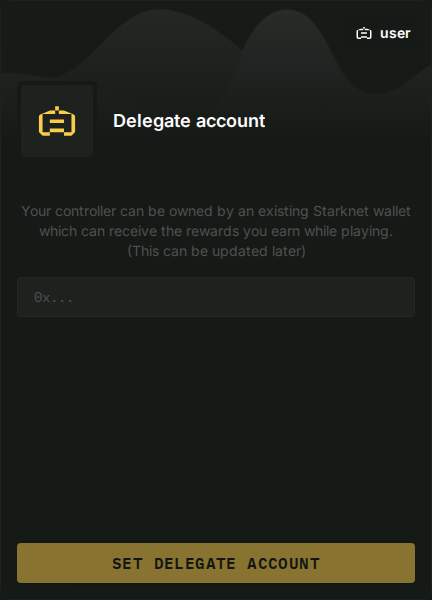 user
Delegate account
Your controller can be owned by an existing Starknet wallet
which can receive the rewards you earn while playing.
(This can be updated later)
0x...
SET DELEGATE ACCOUNT